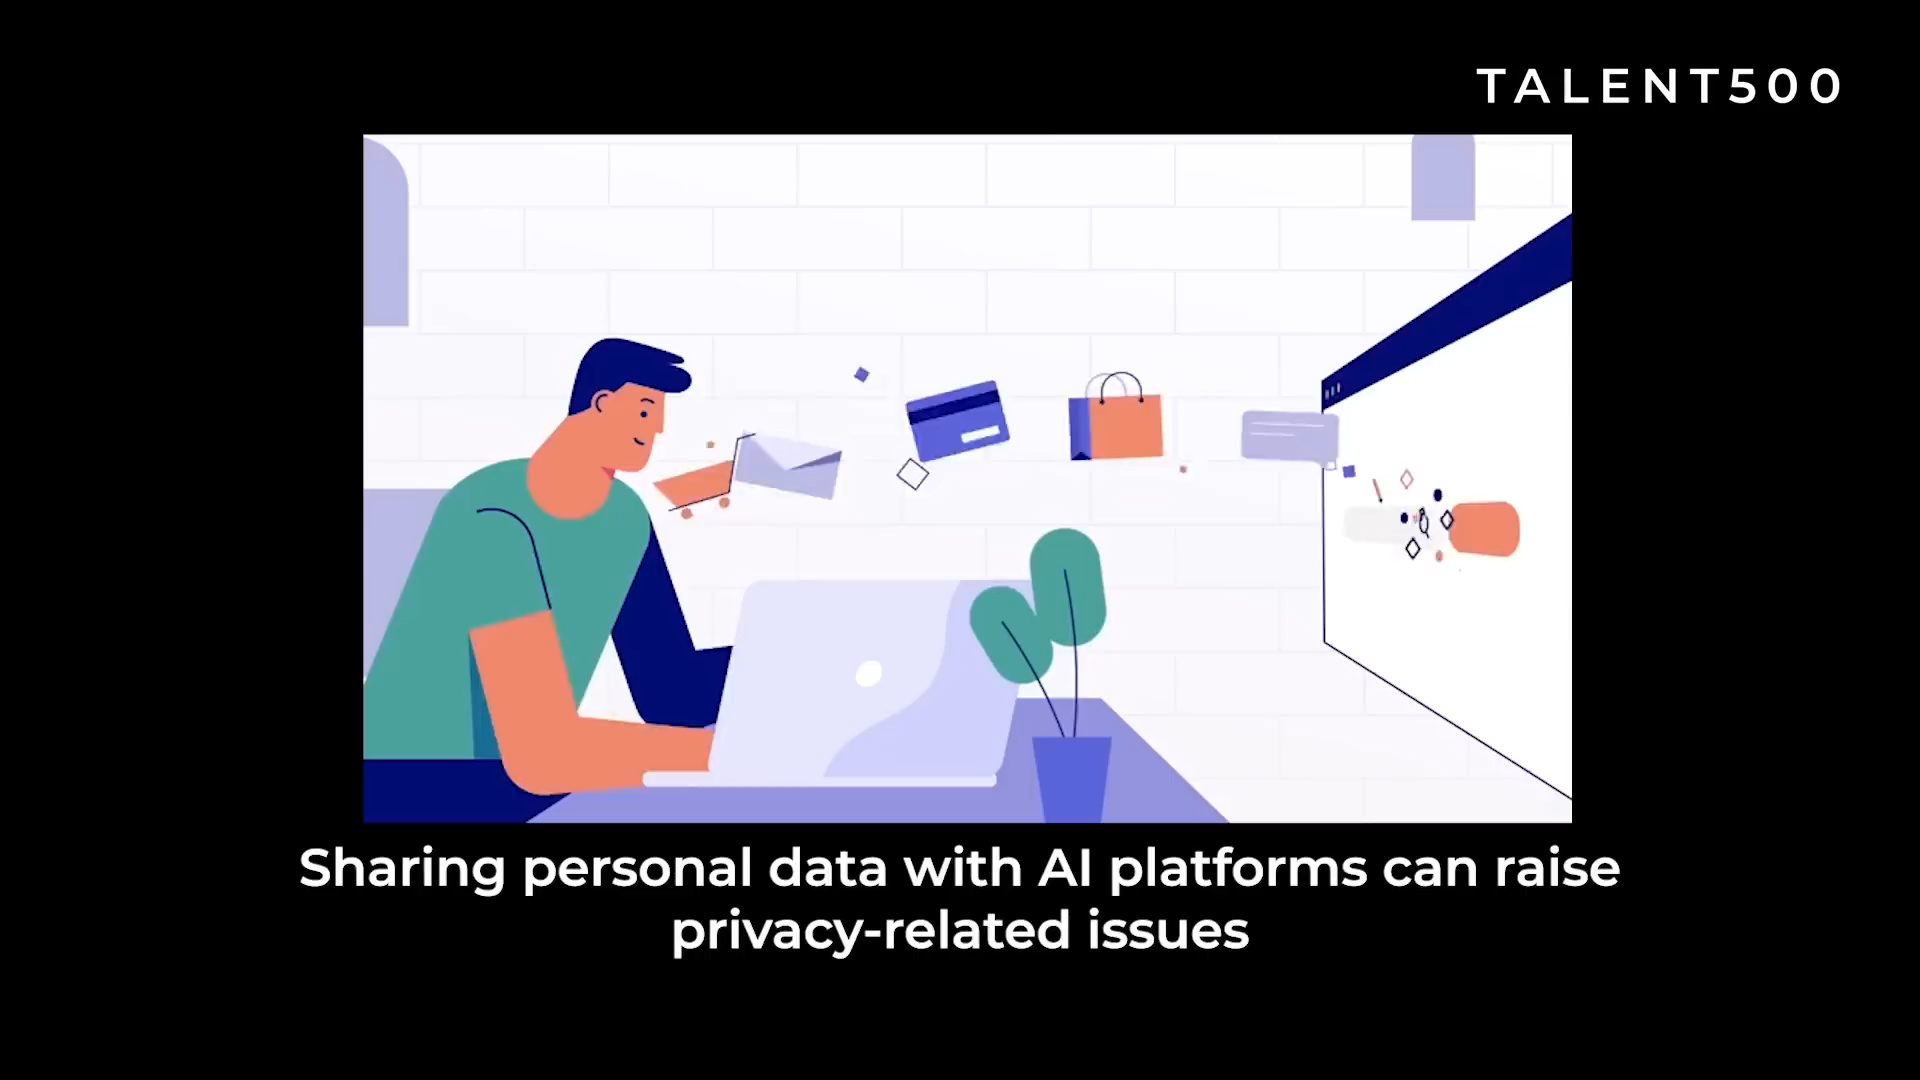 TALENT500
Sharing personal data with AI platforms can raise
privacy-related issues